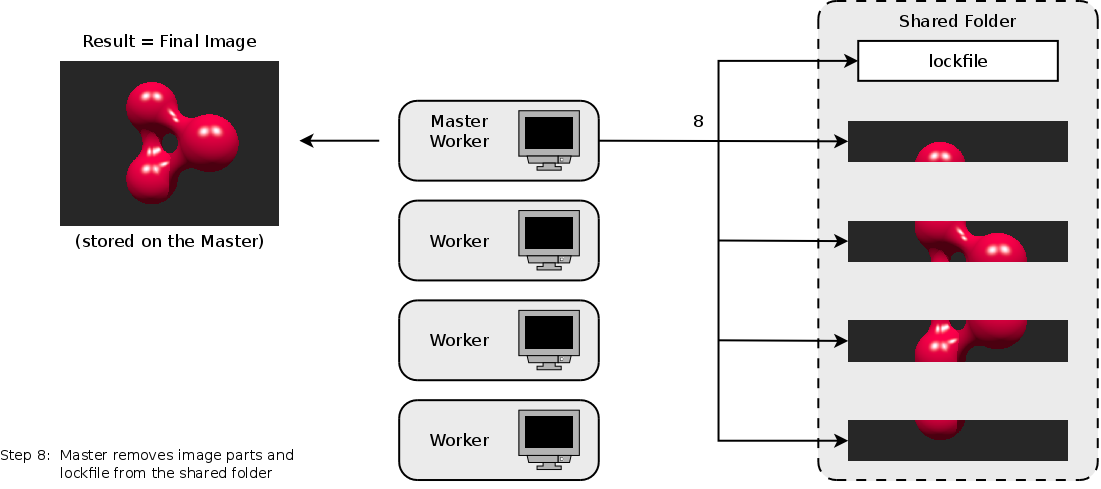 Result = Final Image
(stored on the Master)
Master
Worker
Worker
Worker
Worker
8
Shared Folder
lockfile
Step 8: Master removes image parts and
lockfile from the shared folder